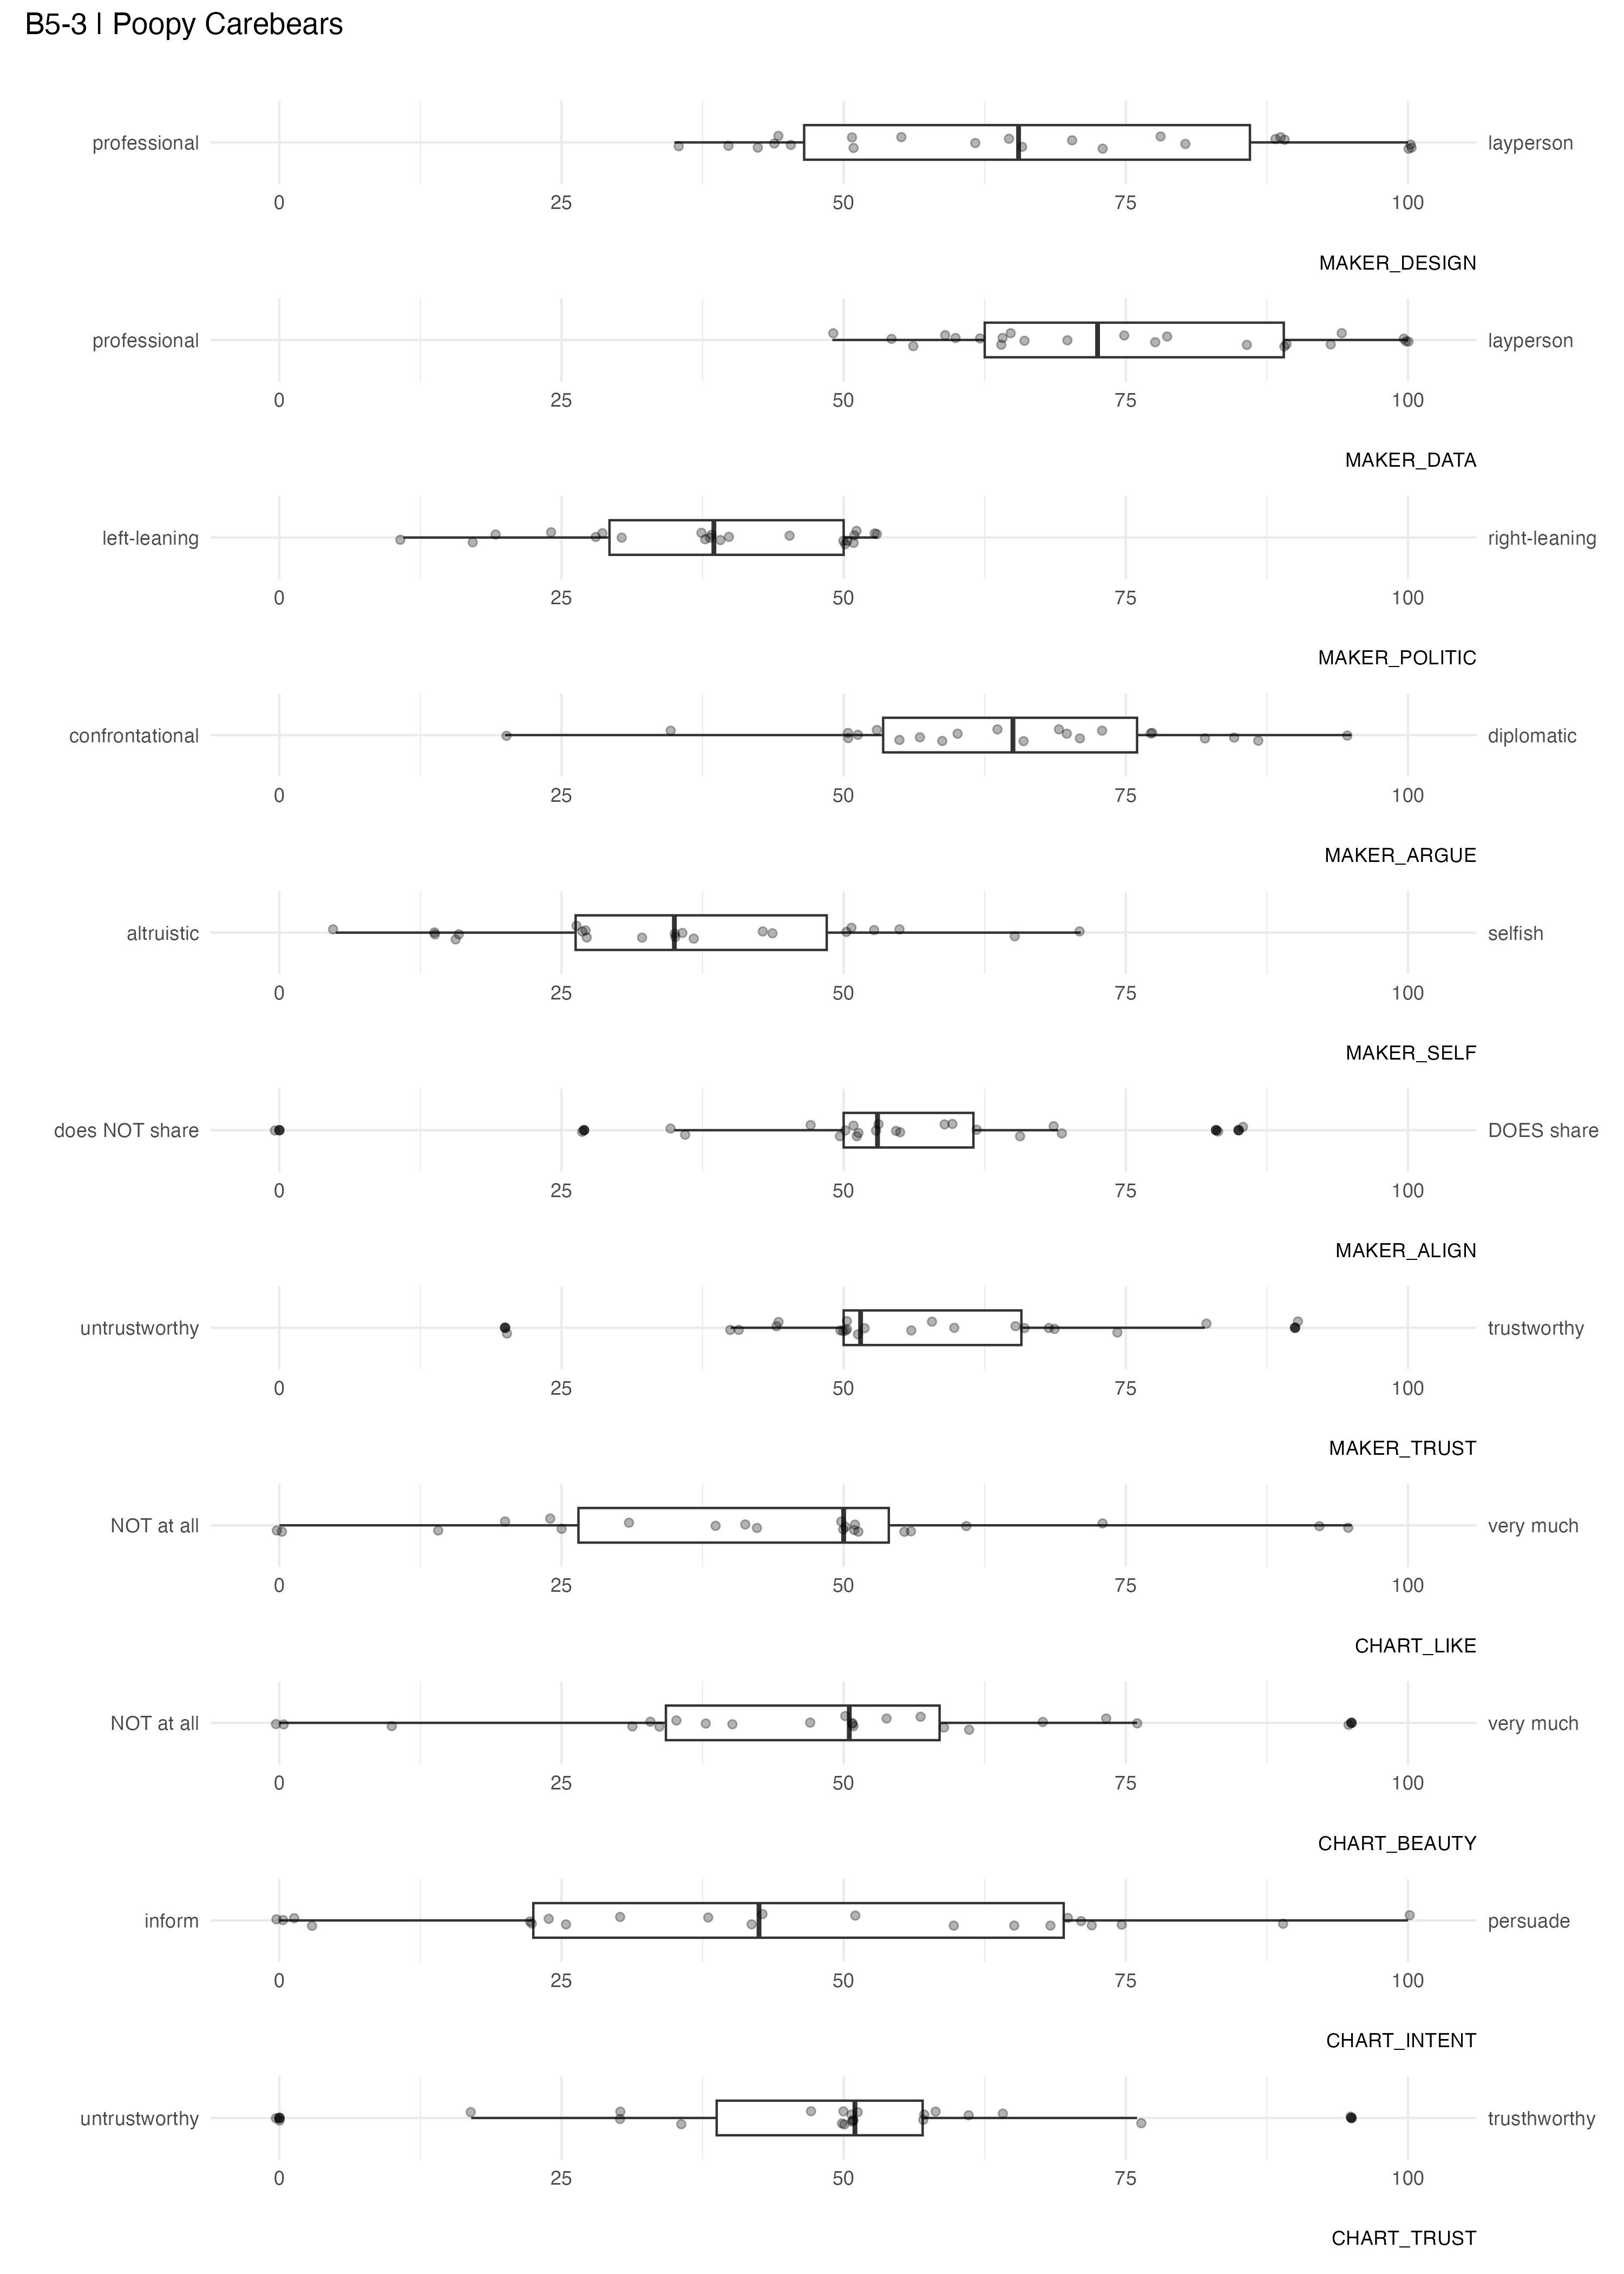 B5-3 | Poopy Carebears
professional layperson
0 25 50 75 100
MAKER_DESIGN
professional layperson
0 25 50 75 100
MAKER_DATA
left-leaning right-leaning
0 25 50 75 100
MAKER_POLITIC
confrontational diplomatic
0 25 50 75 100
MAKER_ARGUE
altruistic selfish
0 25 50 75 100
MAKER_SELF
does NOT share DOES share
0 25 50 75 100
MAKER_ALIGN
untrustworthy trustworthy
0 25 50 75 100
MAKER_TRUST
NOT at all very much
0 25 50 75 100
CHART_LIKE
NOT at all very much
0 25 50 75 100
CHART_BEAUTY
inform persuade
0 25 50 75 100
CHART_INTENT
untrustworthy trusthworthy
0 25 50 75 100
CHART_TRUST